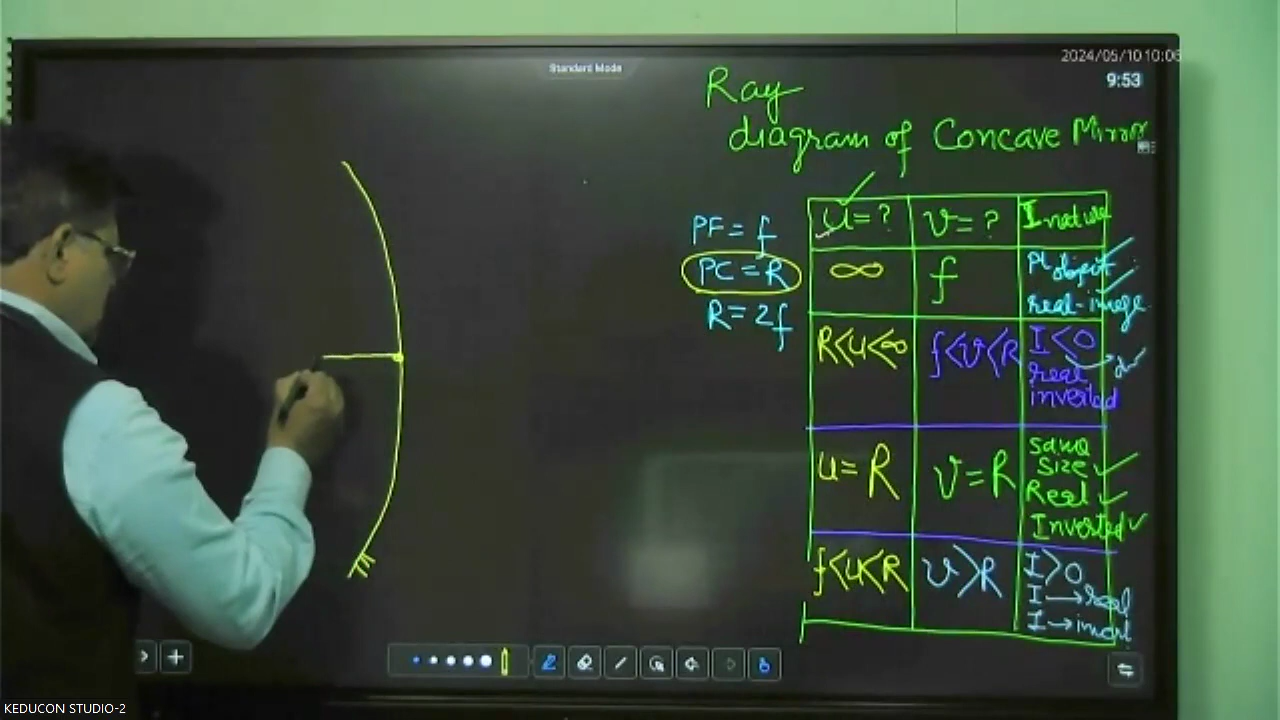 2024/05/10 10:06
Standard Mode
9:53
Ray
diagram of Concave Mirror
PF = f
PC = R
R = 2f
u = ? v = ? I nature
∞ f Pt object
real-image
R<u<∞ f<v<R I<O
real
inverted
u = R v = R same
size
Real
Inverted
f<u<R v>R I>O
I → real
I → invert
KEDUCON STUDIO-2